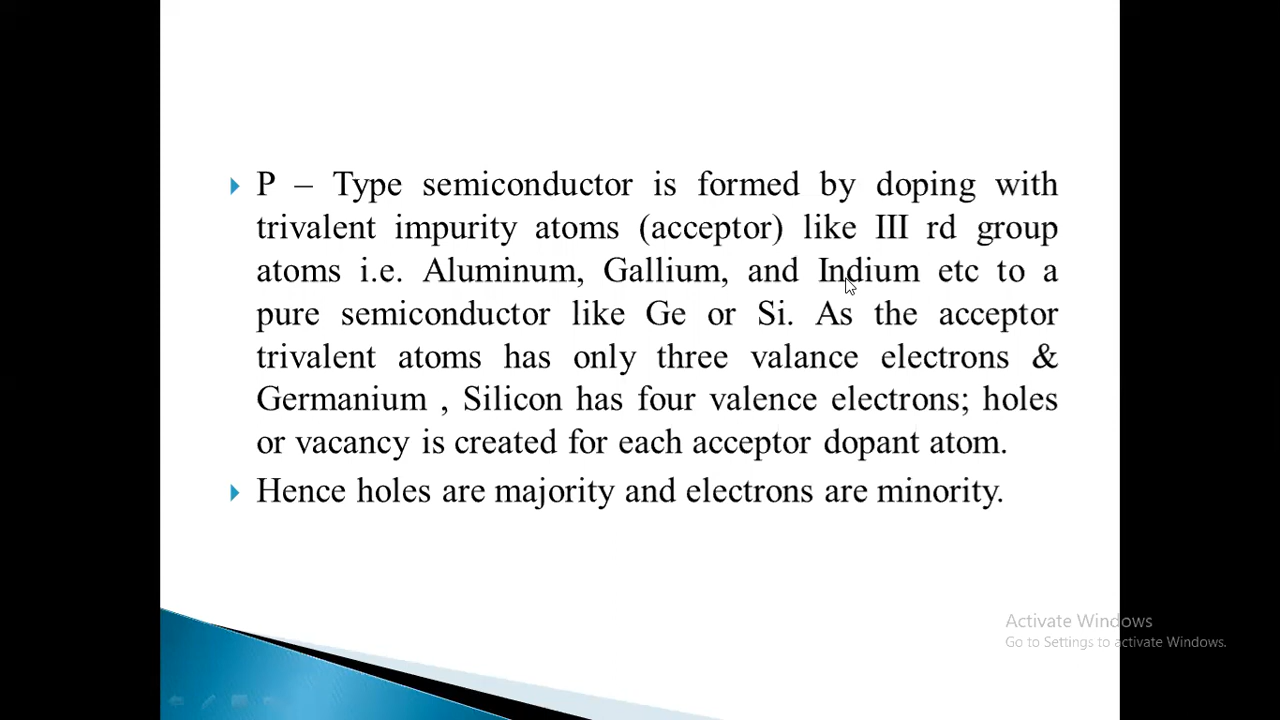 P – Type semiconductor is formed by doping with
trivalent impurity atoms (acceptor) like III rd group
atoms i.e. Aluminum, Gallium, and Indium etc to a
pure semiconductor like Ge or Si. As the acceptor
trivalent atoms has only three valance electrons &
Germanium , Silicon has four valence electrons; holes
or vacancy is created for each acceptor dopant atom.
Hence holes are majority and electrons are minority.
Activate Windows
Go to Settings to activate Windows.